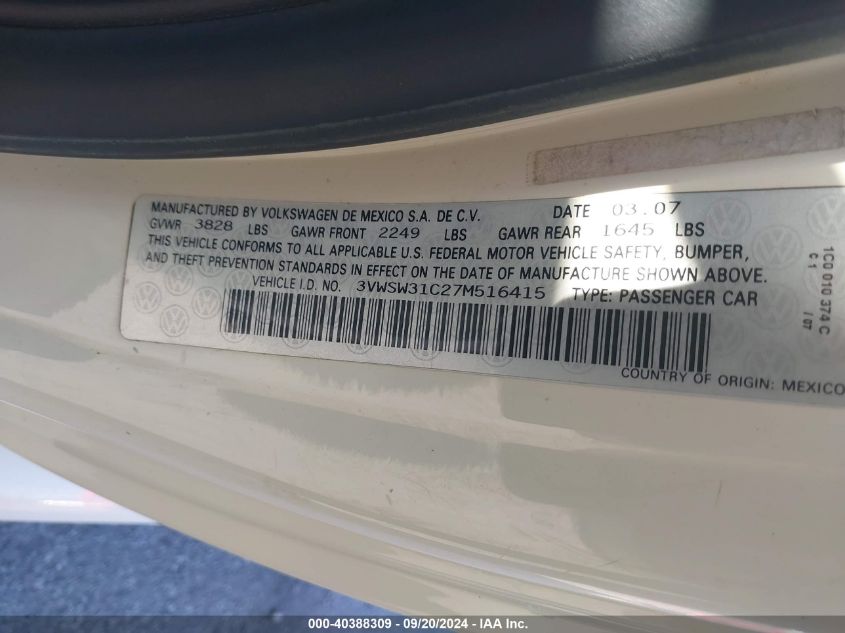 MANUFACTURED BY VOLKSWAGEN DE MEXICO S.A. DE C.V. DATE 03.07
GVWR 3828 LBS GAWR FRONT 2249 LBS GAWR REAR 1645 LBS
THIS VEHICLE CONFORMS TO ALL APPLICABLE U.S. FEDERAL MOTOR VEHICLE SAFETY, BUMPER,
AND THEFT PREVENTION STANDARDS IN EFFECT ON THE DATE OF MANUFACTURE SHOWN ABOVE.
VEHICLE I.D. NO. 3VWSW31C27M516415 TYPE: PASSENGER CAR
COUNTRY OF ORIGIN: MEXICO
1C0 010 374 C
C 1
/ 07
000-40388309 - 09/20/2024 - IAA Inc.